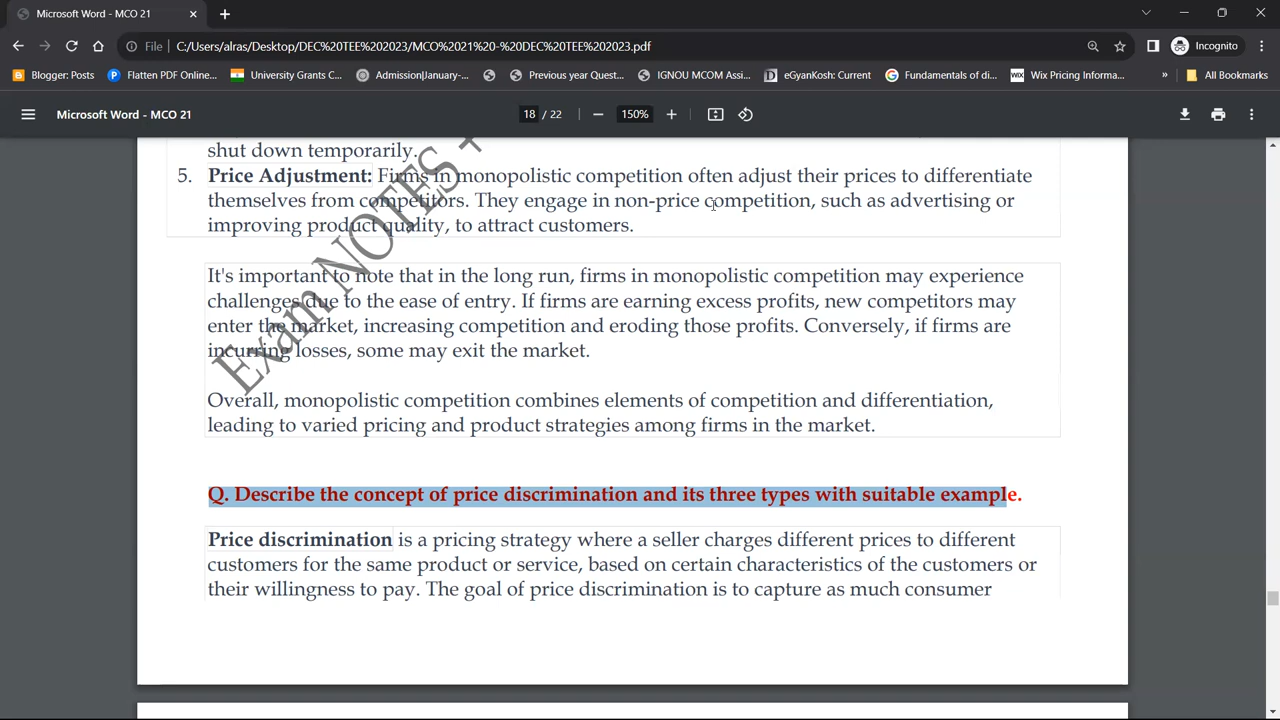 Microsoft Word - MCO 21
File C:/Users/alras/Desktop/DEC%20TEE%202023/MCO%2021%20-%20DEC%20TEE%202023.pdf Incognito
Blogger: Posts Flatten PDF Online... University Grants C... Admission|January-... Previous year Quest... IGNOU MCOM Assi... eGyanKosh: Current Fundamentals of di... Wix Pricing Informa... » All Bookmarks
Microsoft Word - MCO 21 18 / 22 150%
shut down temporarily.
5. Price Adjustment: Firms in monopolistic competition often adjust their prices to differentiate
themselves from competitors. They engage in non-price competition, such as advertising or
improving product quality, to attract customers.
It's important to note that in the long run, firms in monopolistic competition may experience
challenges due to the ease of entry. If firms are earning excess profits, new competitors may
enter the market, increasing competition and eroding those profits. Conversely, if firms are
incurring losses, some may exit the market.
Exam NOTES +
Overall, monopolistic competition combines elements of competition and differentiation,
leading to varied pricing and product strategies among firms in the market.
Q. Describe the concept of price discrimination and its three types with suitable example.
Price discrimination is a pricing strategy where a seller charges different prices to different
customers for the same product or service, based on certain characteristics of the customers or
their willingness to pay. The goal of price discrimination is to capture as much consumer